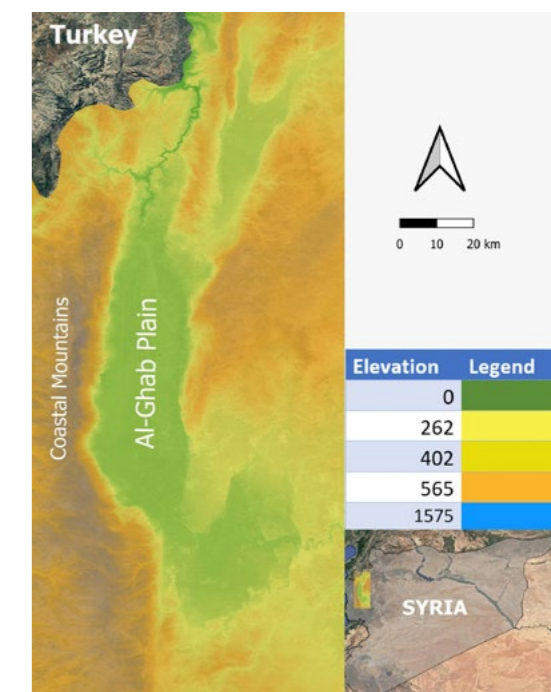 Turkey
Coastal Mountains
Al-Ghab Plain
0 10 20 km
Elevation Legend
0
262
402
565
1575
SYRIA